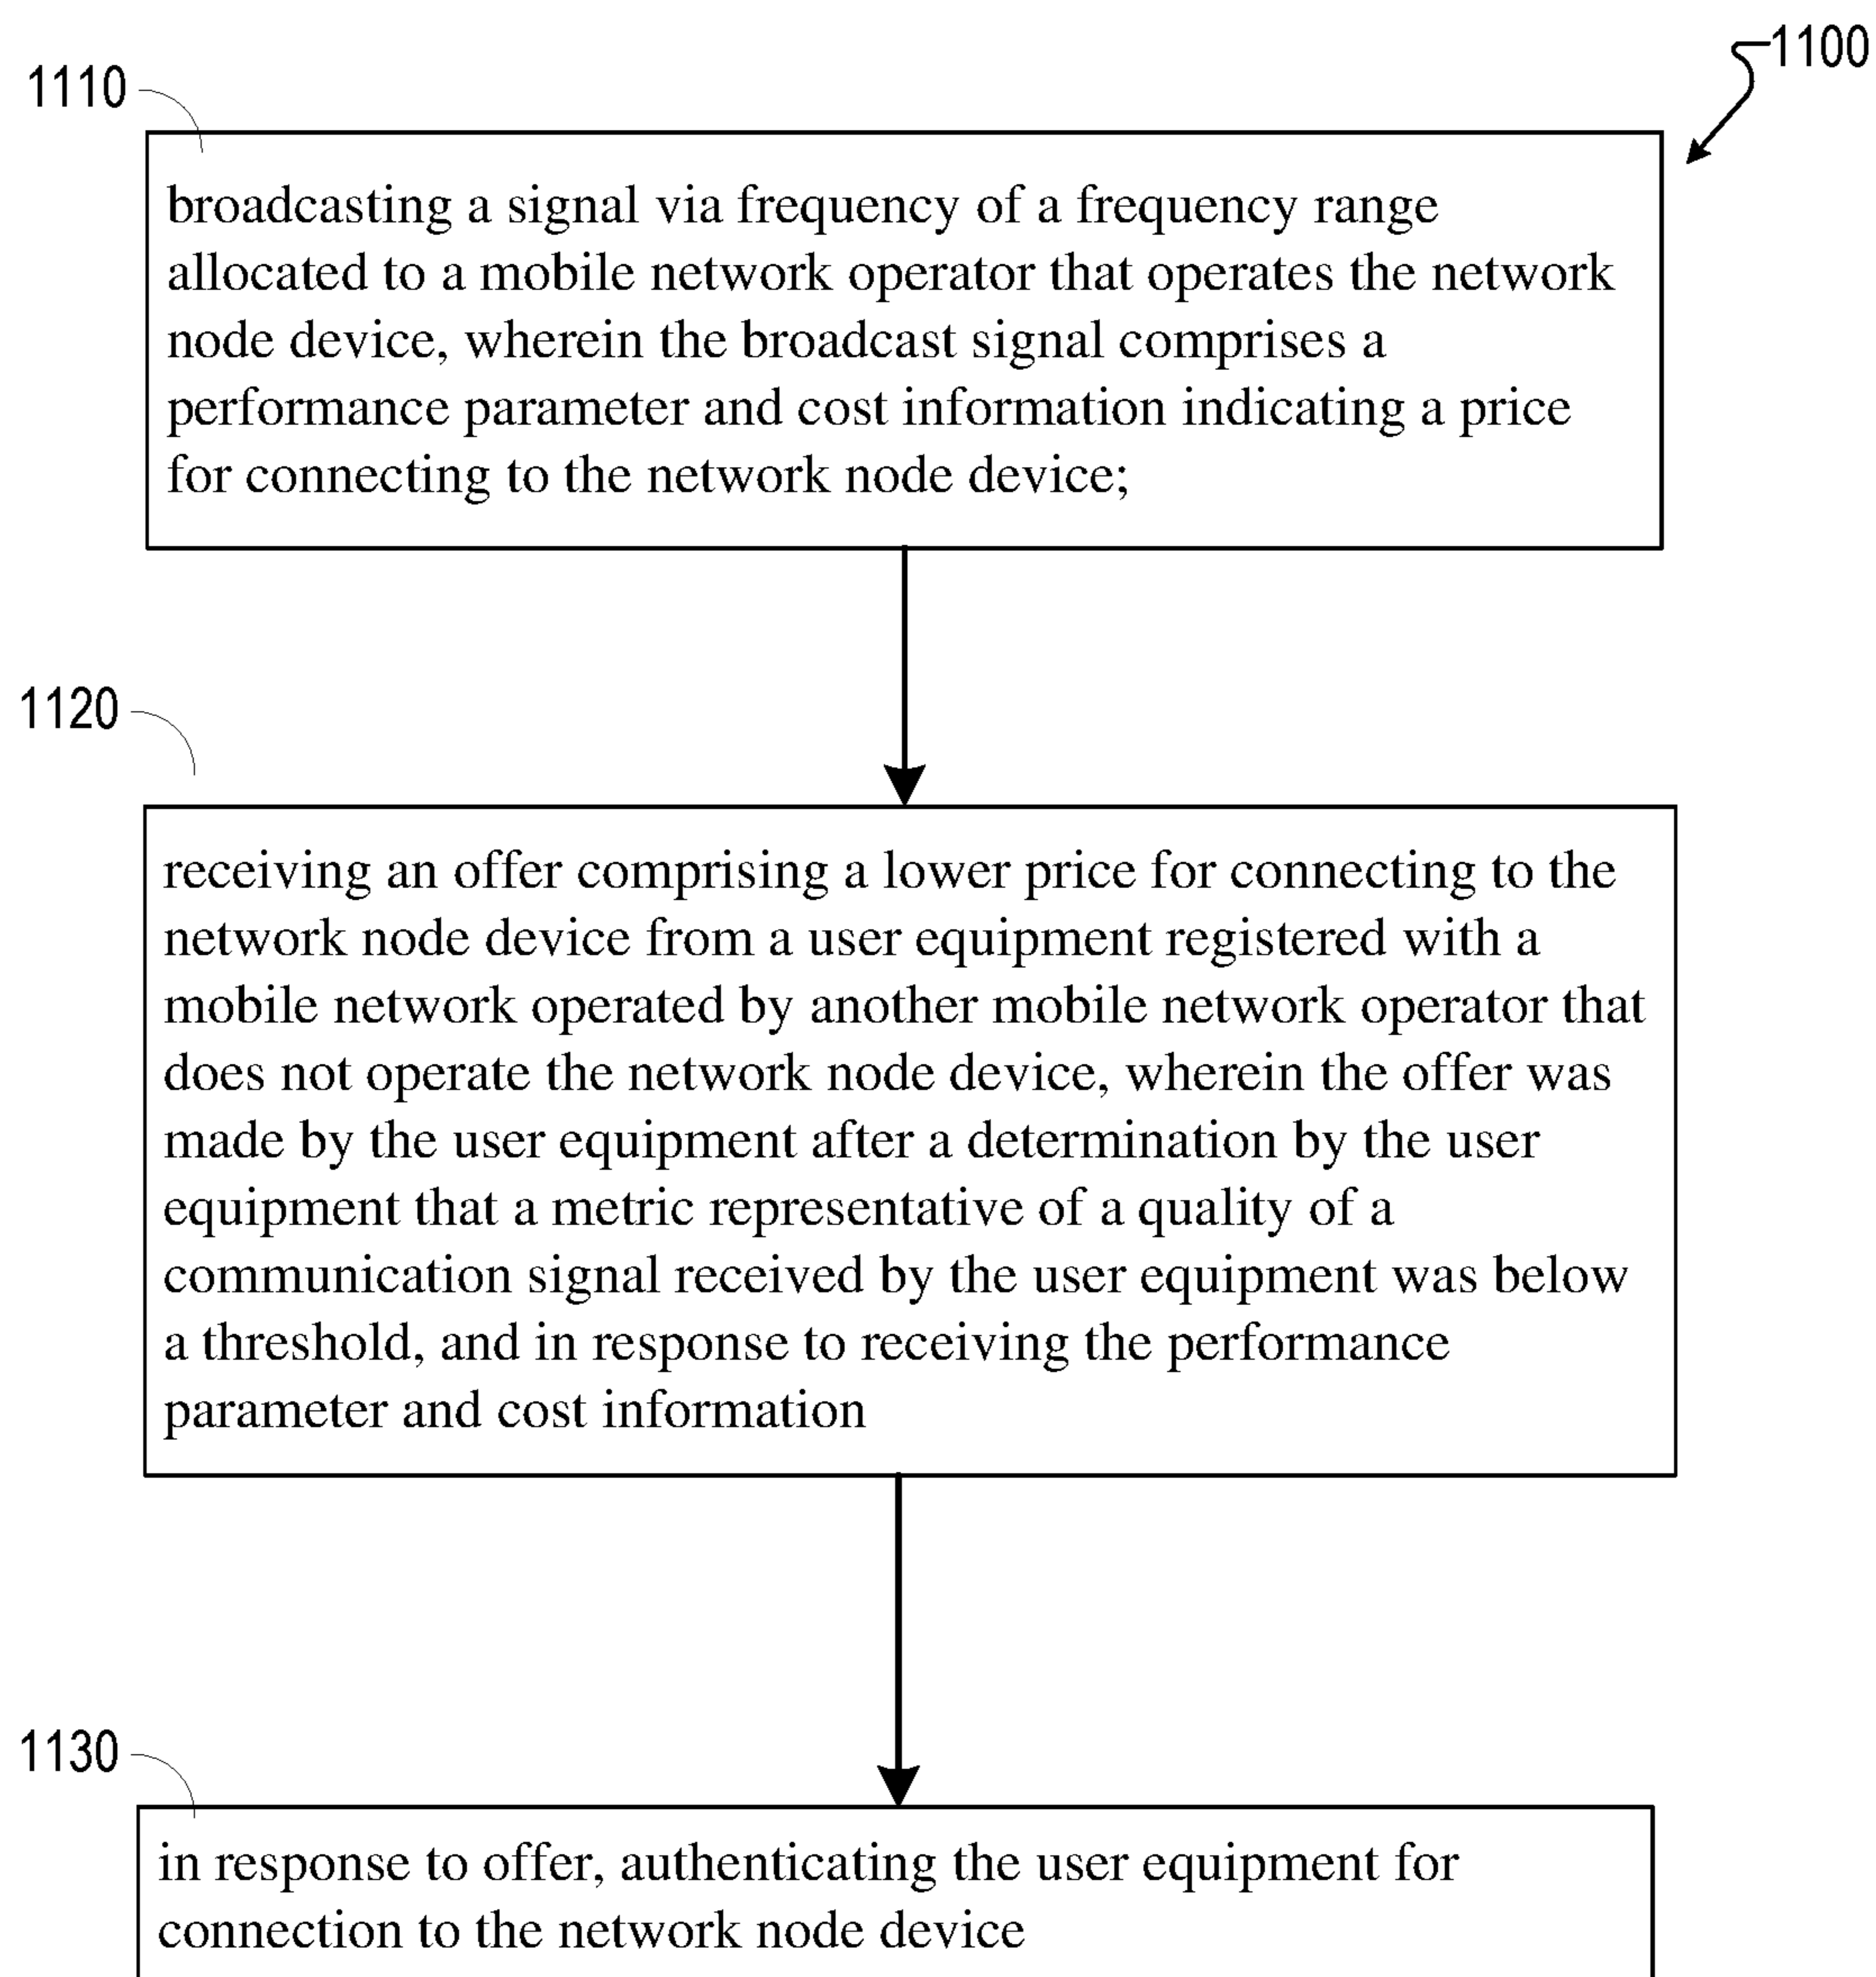 1100
1110
broadcasting a signal via frequency of a frequency range
allocated to a mobile network operator that operates the network
node device, wherein the broadcast signal comprises a
performance parameter and cost information indicating a price
for connecting to the network node device;
1120
receiving an offer comprising a lower price for connecting to the
network node device from a user equipment registered with a
mobile network operated by another mobile network operator that
does not operate the network node device, wherein the offer was
made by the user equipment after a determination by the user
equipment that a metric representative of a quality of a
communication signal received by the user equipment was below
a threshold, and in response to receiving the performance
parameter and cost information
1130
in response to offer, authenticating the user equipment for
connection to the network node device